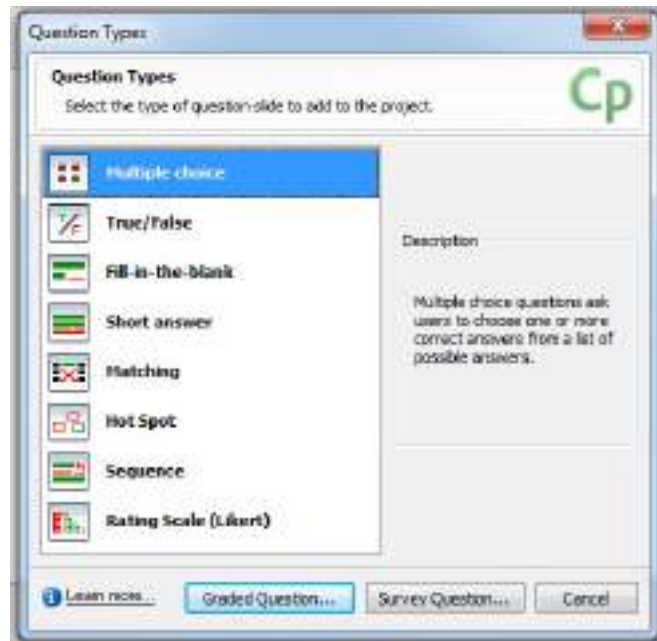 Question Types
Question Types
Select the type of question slide to add to the project.
Cp
Multiple choice
T/F
True/False
Fill-in-the-blank
Short answer
Matching
Hot Spot
Sequence
Rating Scale (Likert)
Description
Multiple choice questions ask
users to choose one or more
correct answers from a list of
possible answers.
Learn more...
Graded Question...
Survey Question...
Cancel